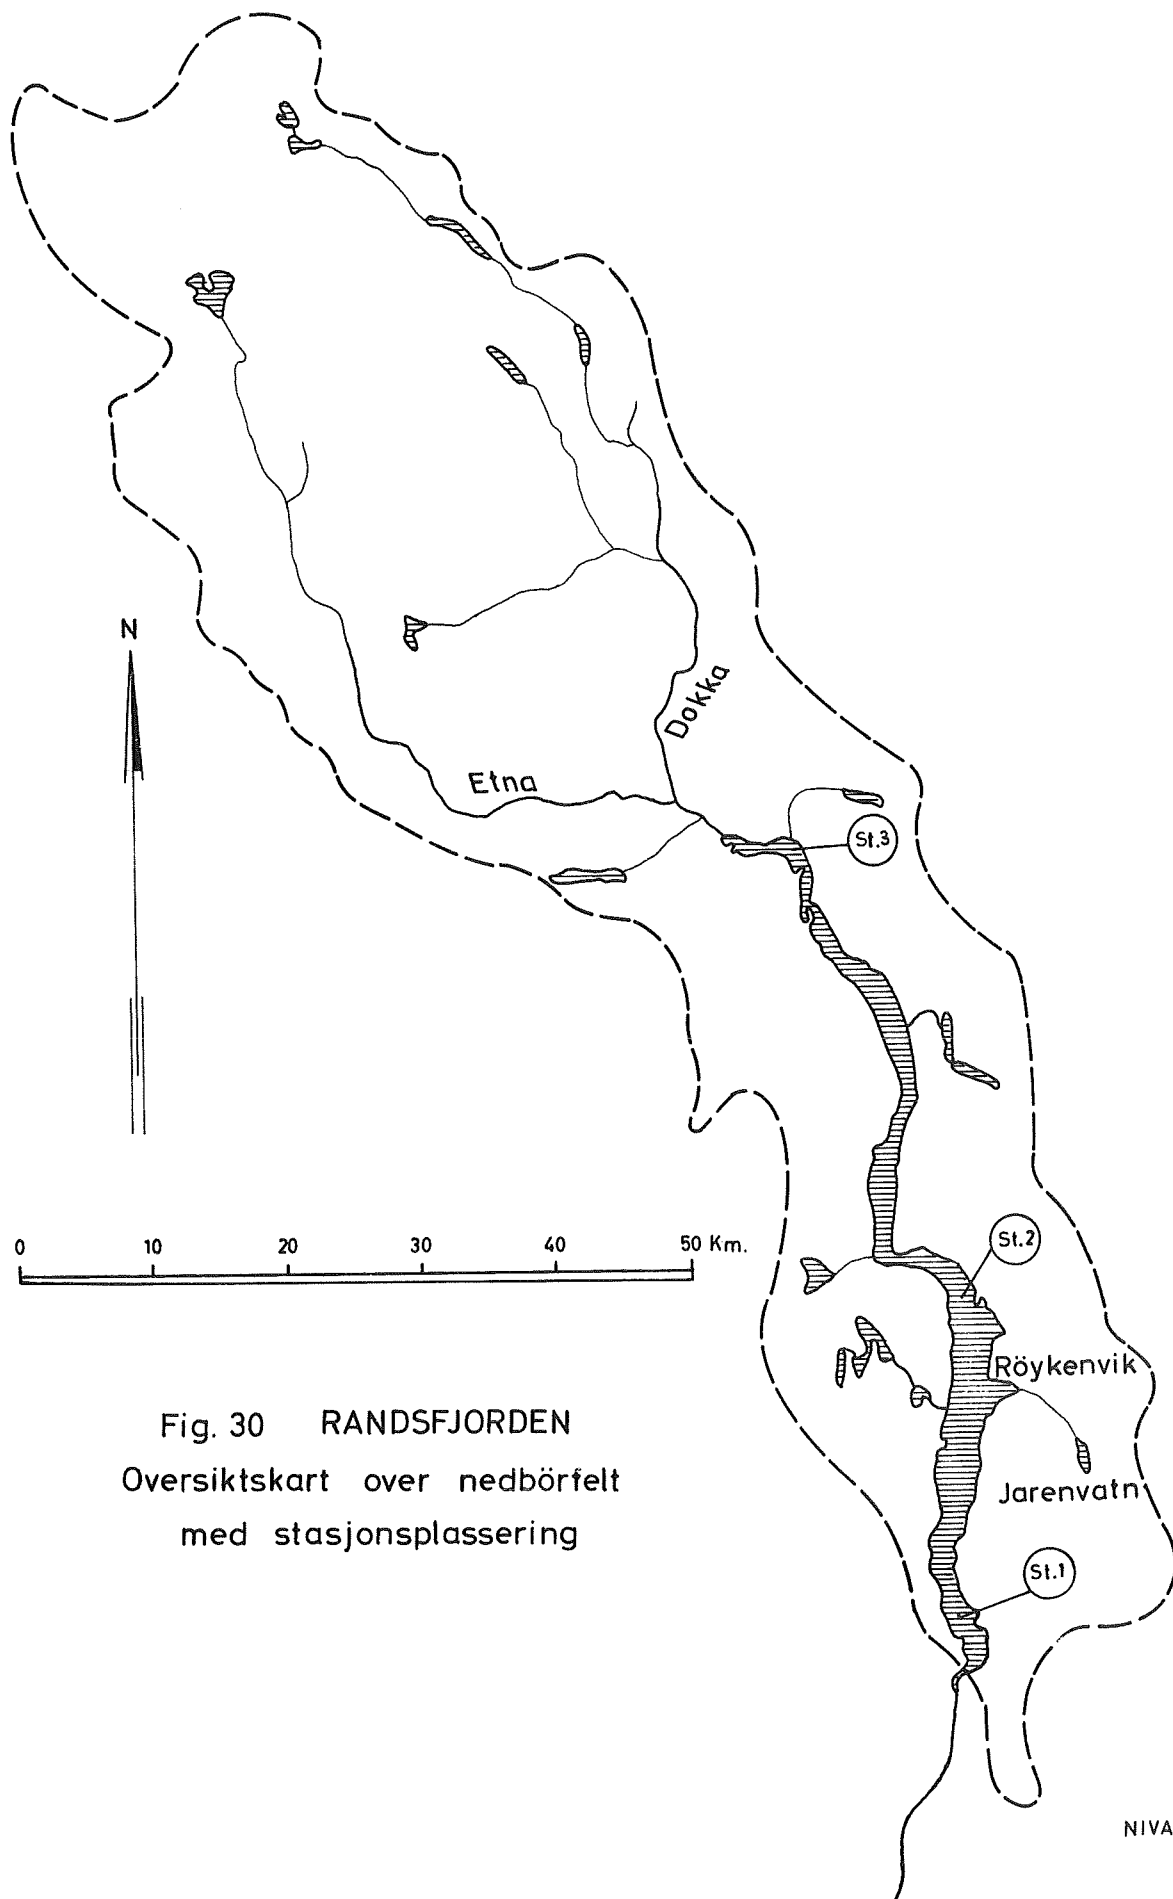 N
Dokka
Etna
St.3
0 10 20 30 40 50 Km.
St.2
Röykenvik
Fig. 30 RANDSFJORDEN
Oversiktskart over nedbörfelt
med stasjonsplassering
Jarenvatn
St.1
NIVA